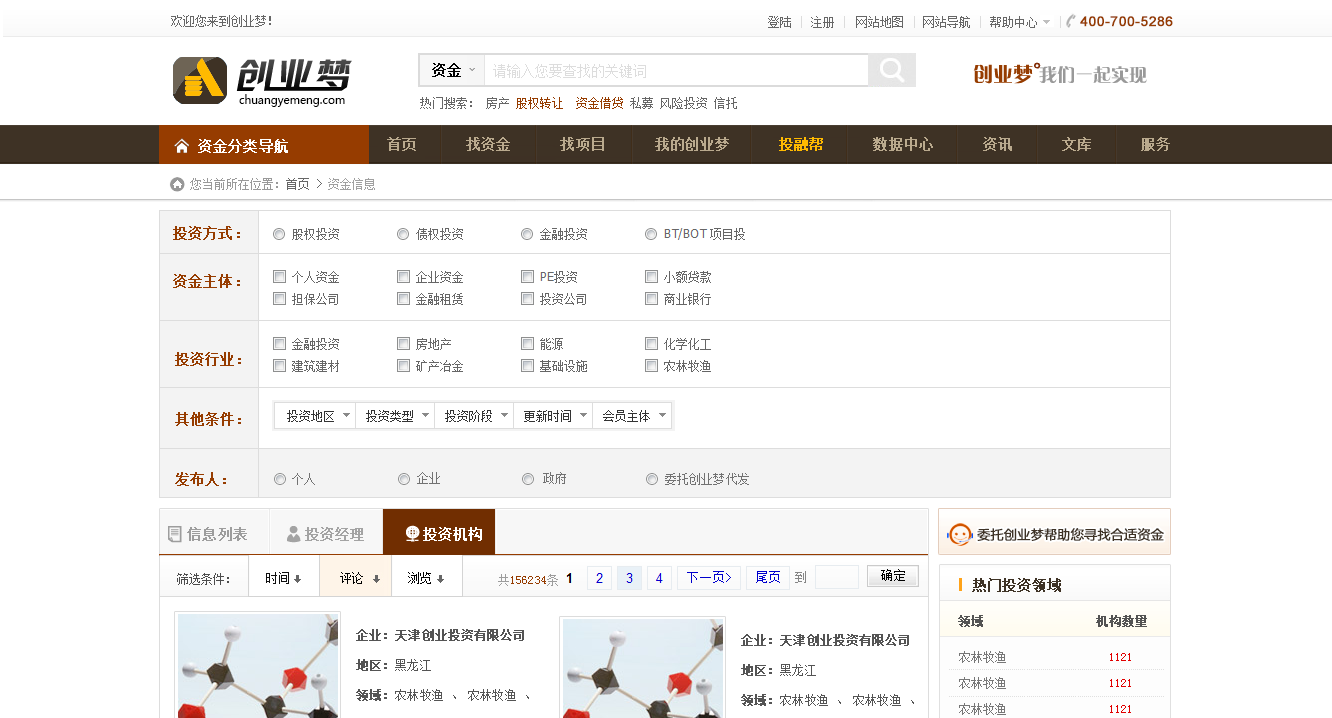 欢迎您来到创业梦！
登陆 注册 网站地图 网站导航 帮助中心 400-700-5286
创业梦
chuangyemeng.com
资金 请输入您要查找的关键词
创业梦 我们一起实现
热门搜索： 房产 股权转让 资金借贷 私募 风险投资 信托
资金分类导航 首页 找资金 找项目 我的创业梦 投融帮 数据中心 资讯 文库 服务
您当前所在位置：首页 > 资金信息
投资方式： 股权投资 债权投资 金融投资 BT/BOT项目投
资金主体： 个人资金 企业资金 PE投资 小额贷款
担保公司 金融租赁 投资公司 商业银行
投资行业： 金融投资 房地产 能源 化学化工
建筑建材 矿产冶金 基础设施 农林牧渔
其他条件： 投资地区 投资类型 投资阶段 更新时间 会员主体
发布人： 个人 企业 政府 委托创业梦代发
信息列表 投资经理 投资机构
委托创业梦帮助您寻找合适资金
筛选条件： 时间 评论 浏览 共156234条 1 2 3 4 下一页> 尾页 到 确定
热门投资领域
领域 机构数量
企业：天津创业投资有限公司
地区：黑龙江
领域：农林牧渔 、 农林牧渔 、
企业：天津创业投资有限公司
地区：黑龙江
领域：农林牧渔 、 农林牧渔 、
农林牧渔 1121
农林牧渔 1121
农林牧渔 1121